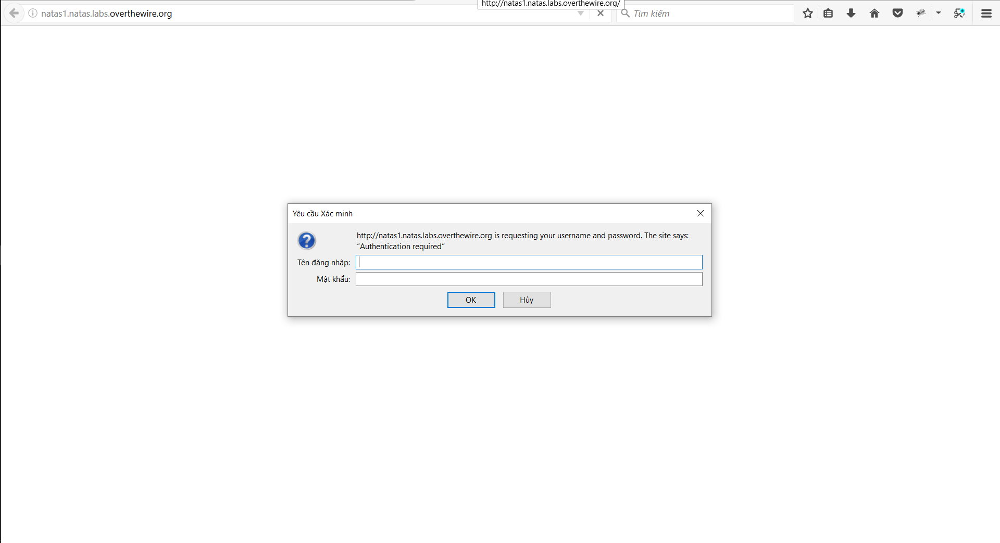 http://natas1.natas.labs.overthewire.org/
natas1.natas.labs.overthewire.org
Tìm kiếm
Yêu cầu Xác minh
http://natas1.natas.labs.overthewire.org is requesting your username and password. The site says:
“Authentication required”
Tên đăng nhập:
Mật khẩu:
OK
Hủy